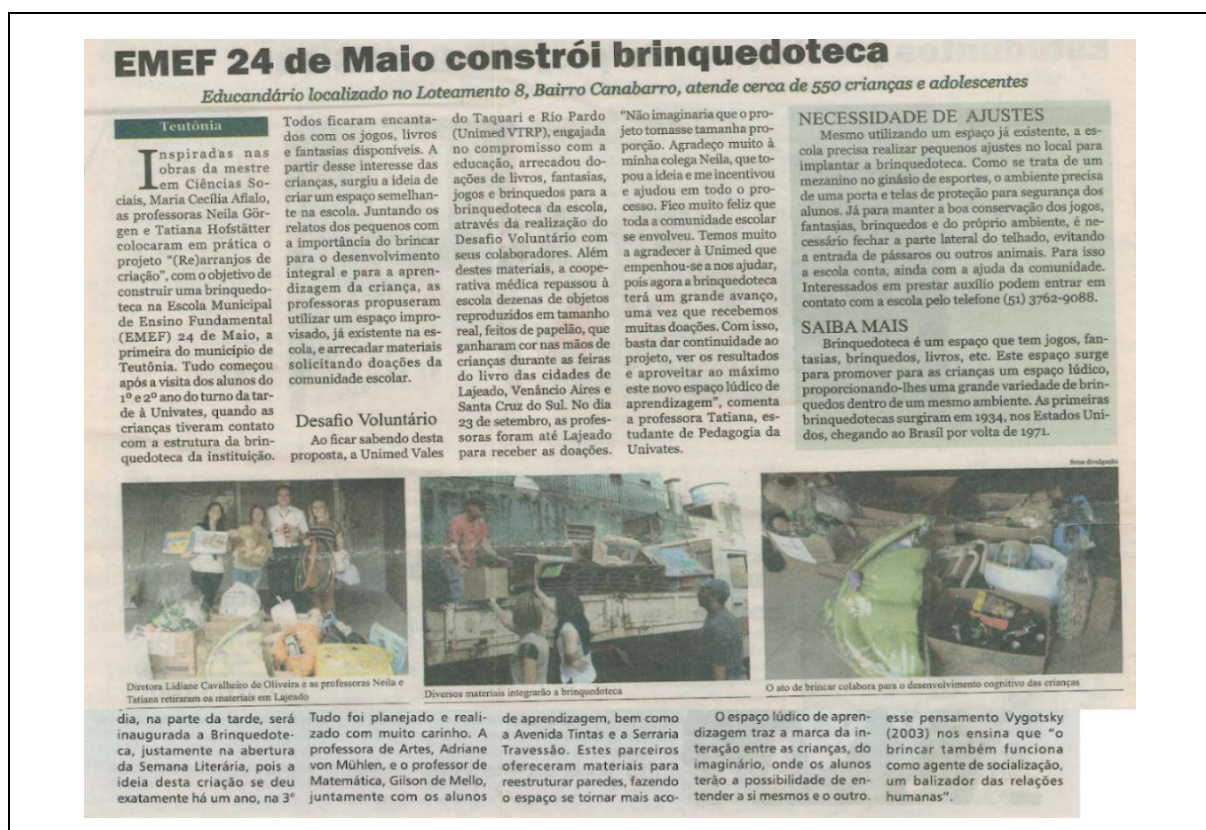 EMEF 24 de Maio constrói brinquedoteca
Educandário localizado no Loteamento 8, Bairro Canabarro, atende cerca de 550 crianças e adolescentes
Teutônia
Inspiradas nas
obras da mestre
em Ciências So-
ciais, Maria Cecília Aflalo,
as professoras Neila Gör-
gen e Tatiana Hofstätter
colocaram em prática o
projeto “(Re)arranjos de
criação”, com o objetivo de
construir uma brinquedo-
teca na Escola Municipal
de Ensino Fundamental
(EMEF) 24 de Maio, a
primeira do município de
Teutônia. Tudo começou
após a visita dos alunos do
1º e 2º ano do turno da tar-
de à Univates, quando as
crianças tiveram contato
com a estrutura da brin-
quedoteca da instituição.
Todos ficaram encanta-
dos com os jogos, livros
e fantasias disponíveis. A
partir desse interesse das
crianças, surgiu a ideia de
criar um espaço semelhan-
te na escola. Juntando os
relatos dos pequenos com
a importância do brincar
para o desenvolvimento
integral e para a apren-
dizagem da criança, as
professoras propuseram
utilizar um espaço impro-
visado, já existente na es-
cola, e arrecadar materiais
solicitando doações da
comunidade escolar.
Desafio Voluntário
Ao ficar sabendo desta
proposta, a Unimed Vales
do Taquari e Rio Pardo
(Unimed VTRP), engajada
no compromisso com a
educação, arrecadou do-
ações de livros, fantasias,
jogos e brinquedos para a
brinquedoteca da escola,
através da realização do
Desafio Voluntário com
seus colaboradores. Além
destes materiais, a coope-
rativa médica repassou à
escola dezenas de objetos
reproduzidos em tamanho
real, feitos de papelão, que
ganharam cor nas mãos de
crianças durante as feiras
do livro das cidades de
Lajeado, Venâncio Aires e
Santa Cruz do Sul. No dia
23 de setembro, as profes-
soras foram até Lajeado
para receber as doações.
“Não imaginaria que o pro-
jeto tomasse tamanha pro-
porção. Agradeço muito à
minha colega Neila, que to-
pou a ideia e me incentivou
e ajudou em todo o pro-
cesso. Fico muito feliz que
toda a comunidade escolar
se envolveu. Temos muito
a agradecer à Unimed que
empenhou-se a nos ajudar,
pois agora a brinquedoteca
terá um grande avanço,
uma vez que recebemos
muitas doações. Com isso,
basta dar continuidade ao
projeto, ver os resultados
e aproveitar ao máximo
este novo espaço lúdico de
aprendizagem”, comenta
a professora Tatiana, es-
tudante de Pedagogia da
Univates.
NECESSIDADE DE AJUSTES
Mesmo utilizando um espaço já existente, a es-
cola precisa realizar pequenos ajustes no local para
implantar a brinquedoteca. Como se trata de um
mezanino no ginásio de esportes, o ambiente precisa
de uma porta e telas de proteção para segurança dos
alunos. Já para manter a boa conservação dos jogos,
fantasias, brinquedos e do próprio ambiente, é ne-
cessário fechar a parte lateral do telhado, evitando
a entrada de pássaros ou outros animais. Para isso
a escola conta, ainda com a ajuda da comunidade.
Interessados em prestar auxílio podem entrar em
contato com a escola pelo telefone (51) 3762-9088.
SAIBA MAIS
Brinquedoteca é um espaço que tem jogos, fan-
tasias, brinquedos, livros, etc. Este espaço surge
para promover para as crianças um espaço lúdico,
proporcionando-lhes uma grande variedade de brin-
quedos dentro de um mesmo ambiente. As primeiras
brinquedotecas surgiram em 1934, nos Estados Uni-
dos, chegando ao Brasil por volta de 1971.
fotos divulgação
Diretora Lidiane Cavalheiro de Oliveira e as professoras Neila e
Tatiana retiraram os materiais em Lajeado
Diversos materiais integrarão a brinquedoteca
O ato de brincar colabora para o desenvolvimento cognitivo das crianças
dia, na parte da tarde, será
inaugurada a Brinquedote-
ca, justamente na abertura
da Semana Literária, pois a
ideia desta criação se deu
exatamente há um ano, na 3ª
Tudo foi planejado e reali-
zado com muito carinho. A
professora de Artes, Adriane
von Mühlen, e o professor de
Matemática, Gilson de Mello,
juntamente com os alunos
de aprendizagem, bem como
a Avenida Tintas e a Serraria
Travessão. Estes parceiros
ofereceram materiais para
reestruturar paredes, fazendo
o espaço se tornar mais aco-
O espaço lúdico de apren-
dizagem traz a marca da in-
teração entre as crianças, do
imaginário, onde os alunos
terão a possibilidade de en-
tender a si mesmos e o outro.
esse pensamento Vygotsky
(2003) nos ensina que “o
brincar também funciona
como agente de socialização,
um balizador das relações
humanas”.